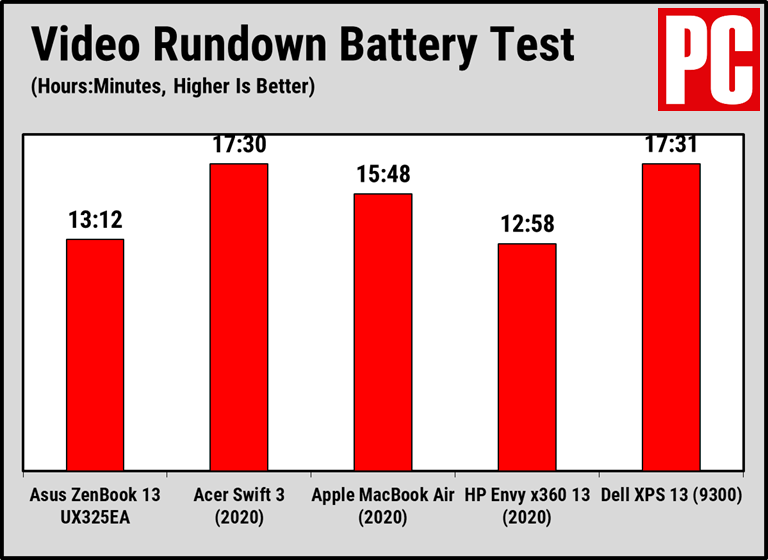 Video Rundown Battery Test
(Hours:Minutes, Higher Is Better)
PC
13:12
17:30
15:48
12:58
17:31
Asus ZenBook 13
UX325EA
Acer Swift 3
(2020)
Apple MacBook Air
(2020)
HP Envy x360 13
(2020)
Dell XPS 13 (9300)